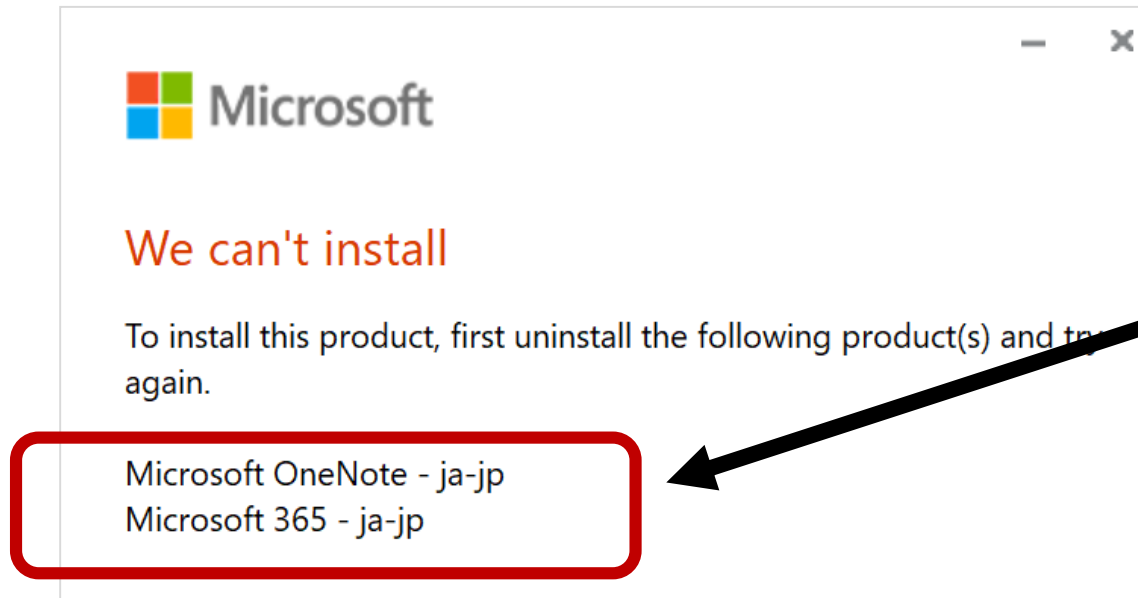 Microsoft
We can't install
To install this product, first uninstall the following product(s) and try
again.
Microsoft OneNote - ja-jp
Microsoft 365 - ja-jp